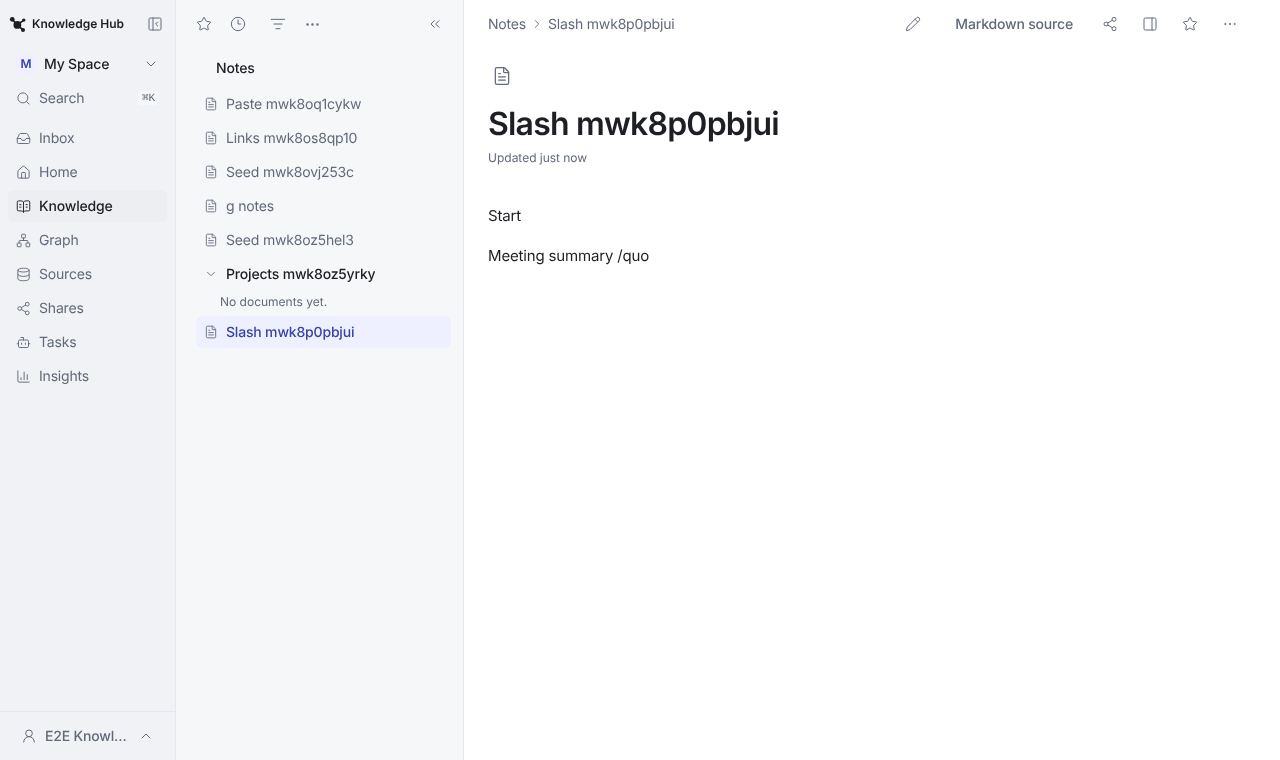 Knowledge Hub
M My Space
Search ⌘K
Inbox
Home
Knowledge
Graph
Sources
Shares
Tasks
Insights
E2E Knowl...
Notes
Paste mwk8oq1cykw
Links mwk8os8qp10
Seed mwk8ovj253c
g notes
Seed mwk8oz5hel3
Projects mwk8oz5yrky
No documents yet.
Slash mwk8p0pbjui
Notes > Slash mwk8p0pbjui
Markdown source
Slash mwk8p0pbjui
Updated just now
Start
Meeting summary /quo